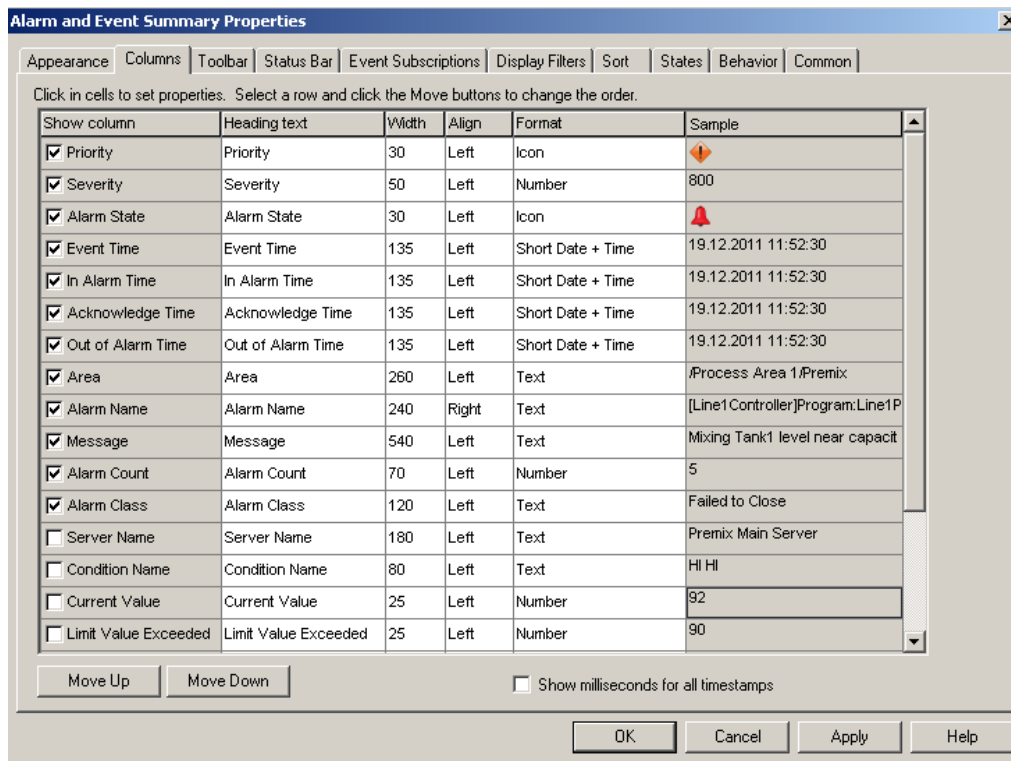 Alarm and Event Summary Properties
Appearance Columns Toolbar Status Bar Event Subscriptions Display Filters Sort States Behavior Common
Click in cells to set properties. Select a row and click the Move buttons to change the order.
Show column Heading text Width Align Format Sample
Priority Priority 30 Left Icon
Severity Severity 50 Left Number 800
Alarm State Alarm State 30 Left Icon
Event Time Event Time 135 Left Short Date + Time 19.12.2011 11:52:30
In Alarm Time In Alarm Time 135 Left Short Date + Time 19.12.2011 11:52:30
Acknowledge Time Acknowledge Time 135 Left Short Date + Time 19.12.2011 11:52:30
Out of Alarm Time Out of Alarm Time 135 Left Short Date + Time 19.12.2011 11:52:30
Area Area 260 Left Text /Process Area 1/Premix
Alarm Name Alarm Name 240 Right Text [Line1Controller]Program:Line1P
Message Message 540 Left Text Mixing Tank1 level near capacit
Alarm Count Alarm Count 70 Left Number 5
Alarm Class Alarm Class 120 Left Text Failed to Close
Server Name Server Name 180 Left Text Premix Main Server
Condition Name Condition Name 80 Left Text HI HI
Current Value Current Value 25 Left Number 92
Limit Value Exceeded Limit Value Exceeded 25 Left Number 90
Move Up Move Down Show milliseconds for all timestamps
OK Cancel Apply Help